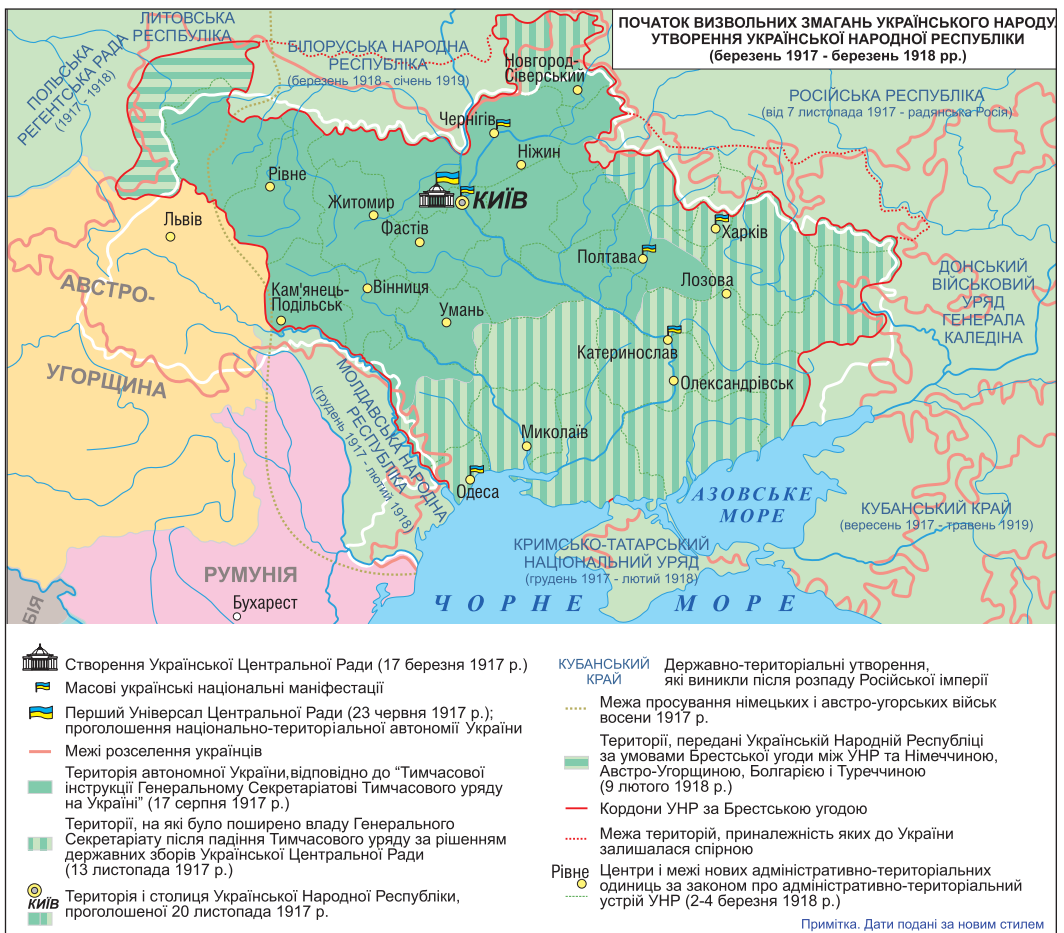 ПОЧАТОК ВИЗВОЛЬНИХ ЗМАГАНЬ УКРАЇНСЬКОГО НАРОДУ
УТВОРЕННЯ УКРАЇНСЬКОЇ НАРОДНОЇ РЕСПУБЛІКИ
(березень 1917 - березень 1918 рр.)
ЛИТОВСЬКА
РЕСПБУЛІКА
ПОЛЬСЬКА
РЕГЕНТСЬКА РАДА
(1917 - 1918)
БІЛОРУСЬКА НАРОДНА
РЕСПУБЛІКА
(березень 1918 - січень 1919)
Новгород-
Сіверський
РОСІЙСЬКА РЕСПУБЛІКА
(від 7 листопада 1917 - радянська Росія)
Чернігів
Ніжин
Рівне
КИЇВ
Житомир
Фастів
Львів
Харків
Полтава
Лозова
ДОНСЬКИЙ
ВІЙСЬКОВИЙ
УРЯД
ГЕНЕРАЛА
КАЛЕДІНА
АВСТРО-
УГОРЩИНА
Кам'янець-
Подільськ
Вінниця
Умань
Катеринослав
Олександрівськ
МОЛДАВСЬКА НАРОДНА
РЕСПУБЛІКА
(грудень 1917 - лютий 1918)
Миколаїв
Одеса
АЗОВСЬКЕ
МОРЕ
КУБАНСЬКИЙ КРАЙ
(вересень 1917 - травень 1919)
КРИМСЬКО-ТАТАРСЬКИЙ
НАЦІОНАЛЬНИЙ УРЯД
(грудень 1917 - лютий 1918)
РУМУНІЯ
Бухарест
БІЯ
ЧОРНЕ МОРЕ
Створення Української Центральної Ради (17 березня 1917 р.)
Масові українські національні маніфестації
Перший Універсал Центральної Ради (23 червня 1917 р.);
проголошення національно-територіальної автономії України
Межі розселення українців
Територія автономної України,відповідно до “Тимчасової
інструкції Генеральному Секретаріатові Тимчасового уряду
на Україні” (17 серпня 1917 р.)
Території, на які було поширено владу Генерального
Секретаріату після падіння Тимчасового уряду за рішенням
державних зборів Української Центральної Ради
(13 листопада 1917 р.)
КИЇВ
Територія і столиця Української Народної Республіки,
проголошеної 20 листопада 1917 р.
КУБАНСЬКИЙ
КРАЙ
Державно-територіальні утворення,
які виникли після розпаду Російської імперії
Межа просування німецких і австро-угорських військ
восени 1917 р.
Території, передані Українській Народній Республіці
за умовами Брестської угоди між УНР та Німеччиною,
Австро-Угорщиною, Болгарією і Туреччиною
(9 лютого 1918 р.)
Кордони УНР за Брестською угодою
Межа територій, приналежність яких до України
залишалася спірною
Рівне
Центри і межі нових адміністративно-територіальних
одиниць за законом про адміністративно-територіальний
устрій УНР (2-4 березня 1918 р.)
Примітка. Дати подані за новим стилем